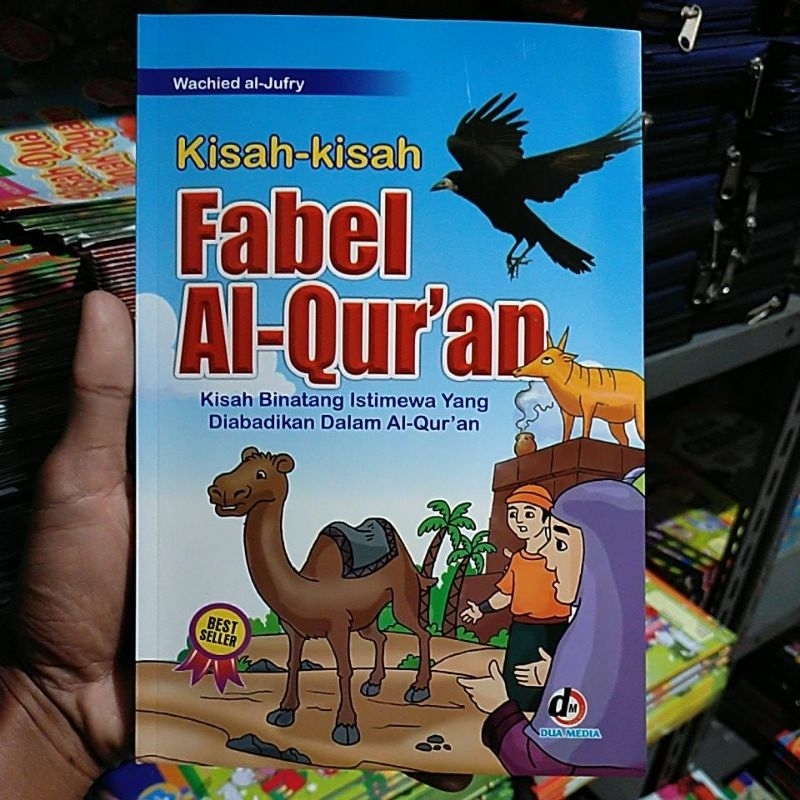 Wachied al-Jufry
Kisah-kisah
Fabel
Al-Qur'an
Kisah Binatang Istimewa Yang
Diabadikan Dalam Al-Qur'an
BEST
SELLER
dM
DUA MEDIA